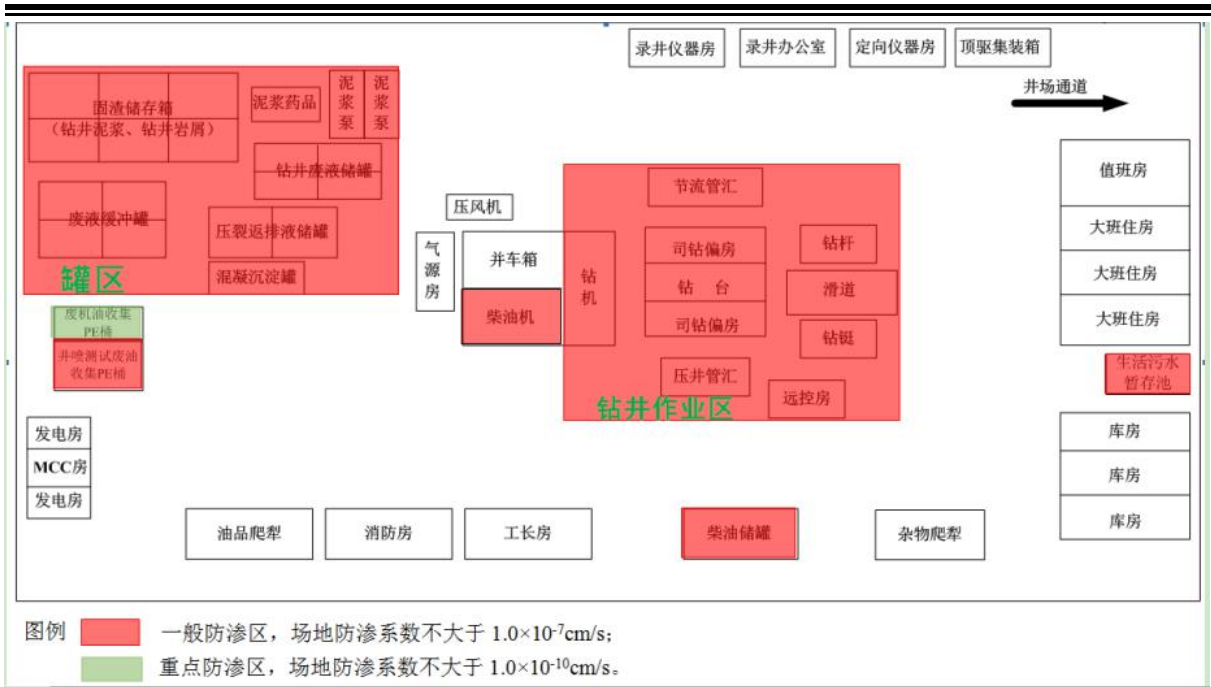 录井仪器房
录井办公室
定向仪器房
顶驱集装箱
井场通道
固渣储存箱
（钻井泥浆、钻井岩屑）
泥浆药品
泥浆泵
泥浆泵
钻井废液储罐
废液缓冲罐
压裂返排液储罐
混凝沉淀罐
罐区
废机油收集
PE桶
井喷测试废油
收集PE桶
压风机
气源房
并车箱
柴油机
钻机
节流管汇
司钻偏房
钻 台
司钻偏房
钻杆
滑道
钻铤
压井管汇
远控房
钻井作业区
值班房
大班住房
大班住房
大班住房
生活污水
暂存池
库房
库房
库房
发电房
MCC房
发电房
油品爬犁
消防房
工长房
柴油储罐
杂物爬犁
图例
一般防渗区，场地防渗系数不大于 1.0×10⁻⁷cm/s；
重点防渗区，场地防渗系数不大于 1.0×10⁻¹⁰cm/s。